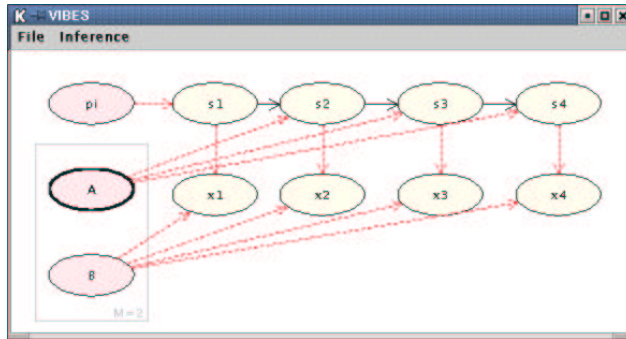 VIBES
File Inference
pi s1 s2 s3 s4
A x1 x2 x3 x4
B
M=2